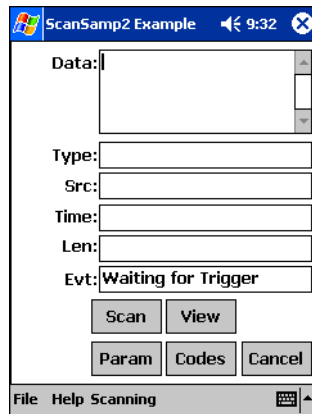 ScanSamp2 Example 9:32
Data:
Type:
Src:
Time:
Len:
Evt: Waiting for Trigger
Scan View
Param Codes Cancel
File Help Scanning